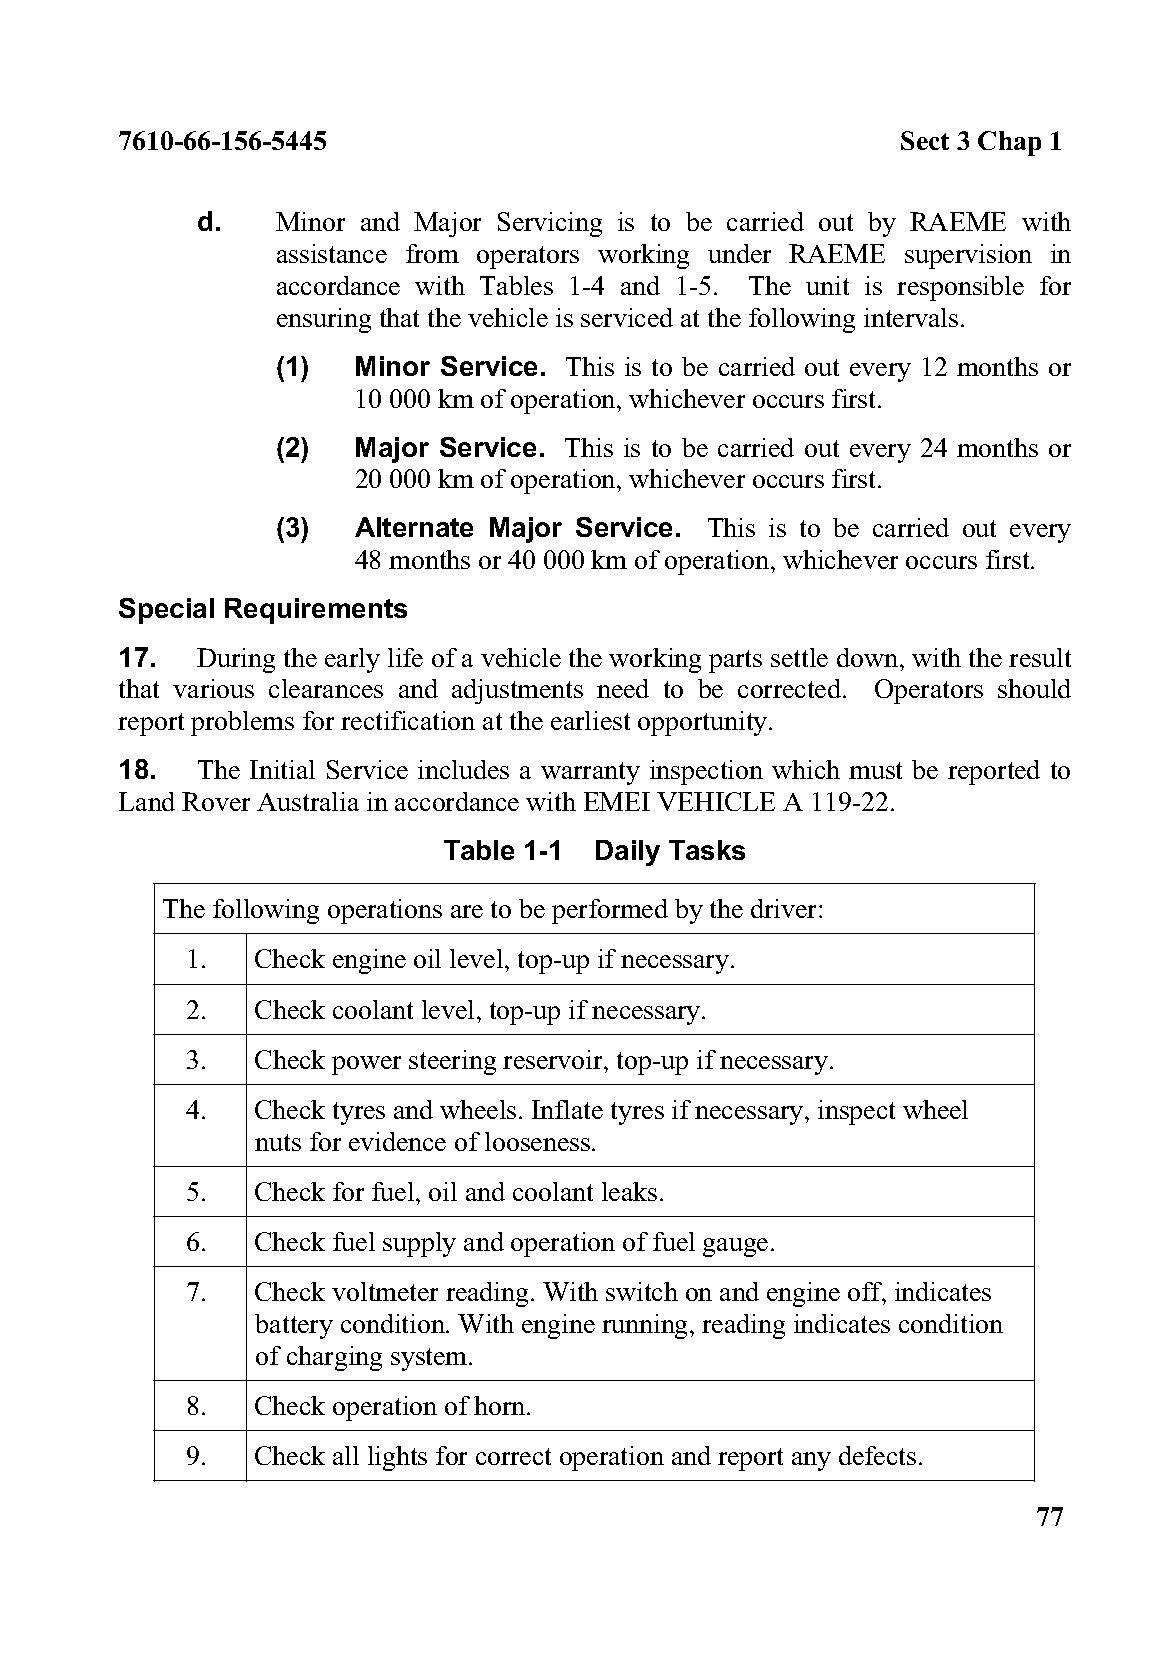 7610-66-156-5445 Sect 3 Chap 1
d. Minor and Major Servicing is to be carried out by RAEME with
assistance from operators working under RAEME supervision in
accordance with Tables 1-4 and 1-5. The unit is responsible for
ensuring that the vehicle is serviced at the following intervals.
(1) Minor Service. This is to be carried out every 12 months or
10 000 km of operation, whichever occurs first.
(2) Major Service. This is to be carried out every 24 months or
20 000 km of operation, whichever occurs first.
(3) Alternate Major Service. This is to be carried out every
48 months or 40 000 km of operation, whichever occurs first.
Special Requirements
17. During the early life of a vehicle the working parts settle down, with the result
that various clearances and adjustments need to be corrected. Operators should
report problems for rectification at the earliest opportunity.
18. The Initial Service includes a warranty inspection which must be reported to
Land Rover Australia in accordance with EMEI VEHICLE A 119-22.
Table 1-1 Daily Tasks
The following operations are to be performed by the driver:
1. Check engine oil level, top-up if necessary.
2. Check coolant level, top-up if necessary.
3. Check power steering reservoir, top-up if necessary.
4. Check tyres and wheels. Inflate tyres if necessary, inspect wheel
nuts for evidence of looseness.
5. Check for fuel, oil and coolant leaks.
6. Check fuel supply and operation of fuel gauge.
7. Check voltmeter reading. With switch on and engine off, indicates
battery condition. With engine running, reading indicates condition
of charging system.
8. Check operation of horn.
9. Check all lights for correct operation and report any defects.
77